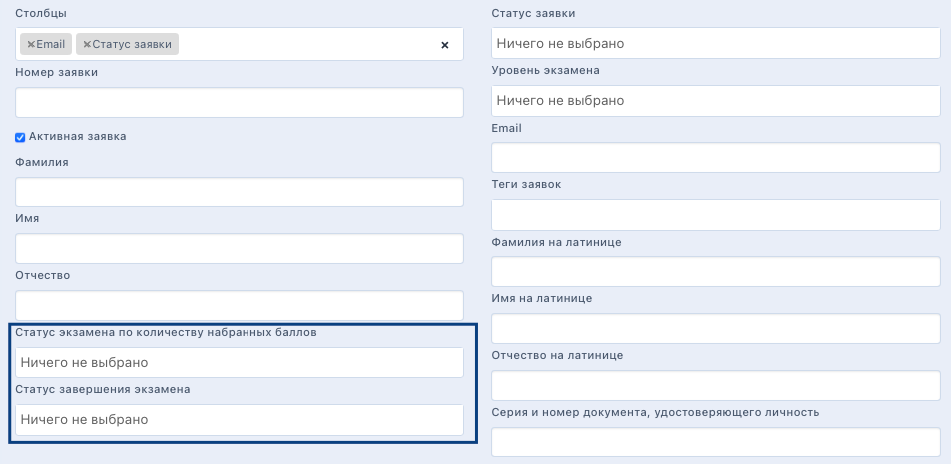 Столбцы
×Email ×Статус заявки ×
Номер заявки
Активная заявка
Фамилия
Имя
Отчество
Статус экзамена по количеству набранных баллов
Ничего не выбрано
Статус завершения экзамена
Ничего не выбрано
Статус заявки
Ничего не выбрано
Уровень экзамена
Ничего не выбрано
Email
Теги заявок
Фамилия на латинице
Имя на латинице
Отчество на латинице
Серия и номер документа, удостоверяющего личность